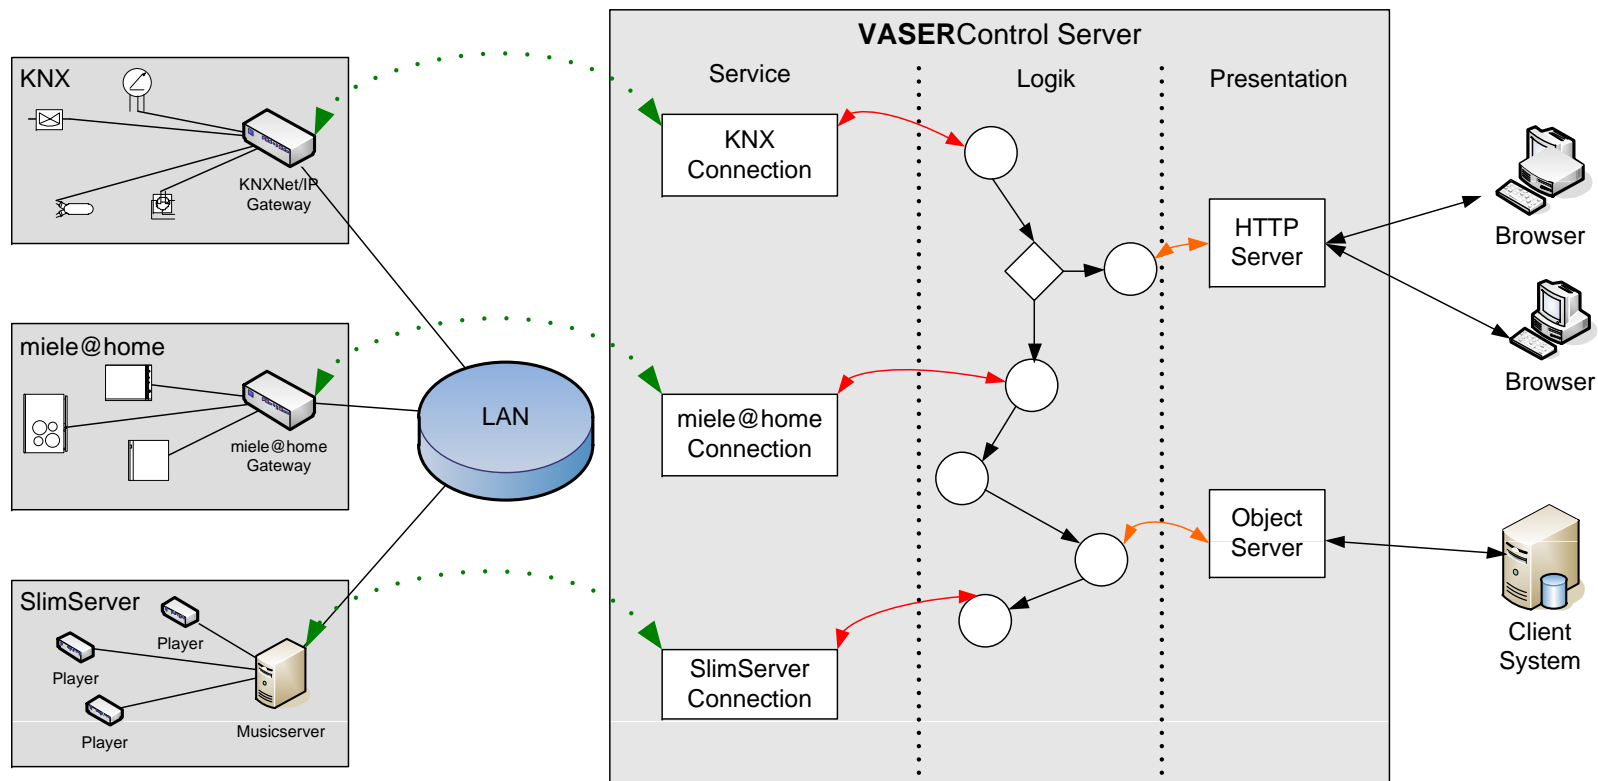 VASERControl Server
Service
Logik
Presentation
KNX
KNXNet/IP
Gateway
miele@home
miele@home
Gateway
SlimServer
Player
Player
Player
Musicserver
LAN
KNX
Connection
miele@home
Connection
SlimServer
Connection
HTTP
Server
Object
Server
Browser
Browser
Client
System